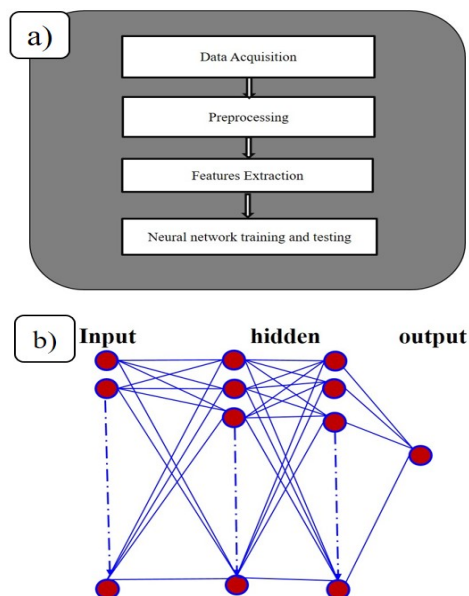 a)
Data Acquisition
Preprocessing
Features Extraction
Neural network training and testing
b)
Input hidden output